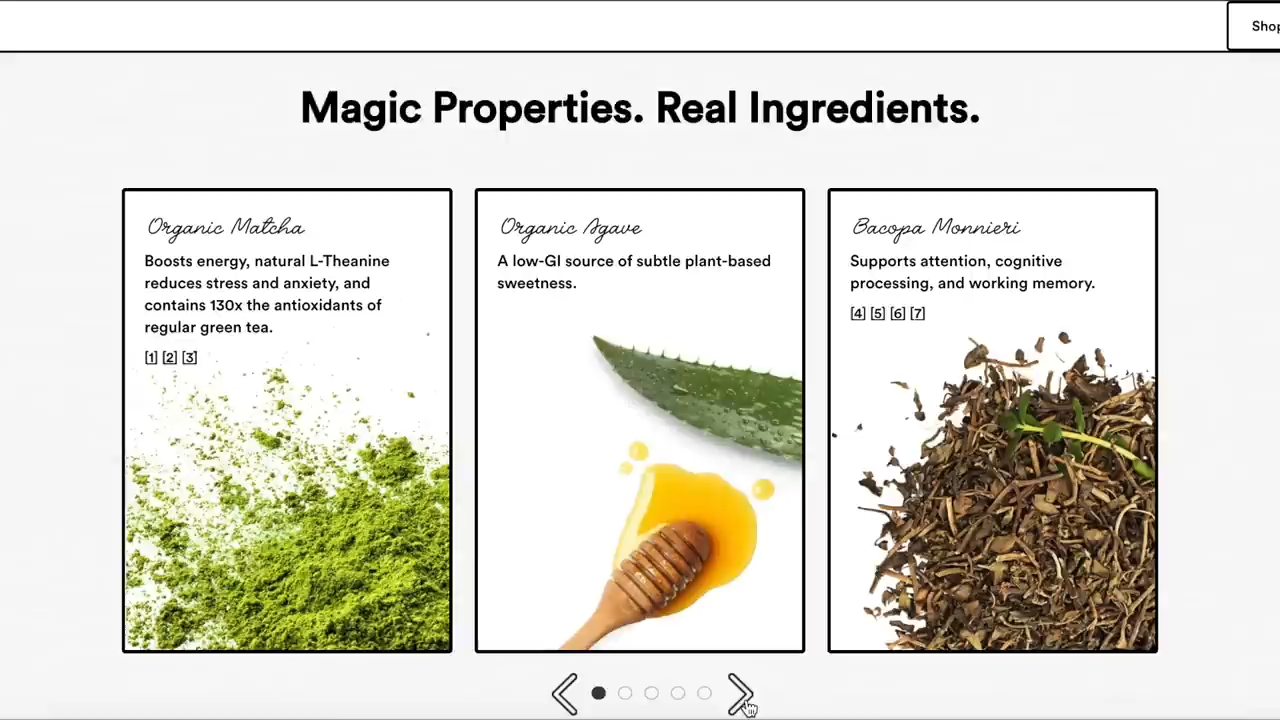 Shop
Magic Properties. Real Ingredients.
Organic Matcha
Boosts energy, natural L-Theanine
reduces stress and anxiety, and
contains 130x the antioxidants of
regular green tea.
[1] [2] [3]
Organic Agave
A low-GI source of subtle plant-based
sweetness.
Bacopa Monnieri
Supports attention, cognitive
processing, and working memory.
[4] [5] [6] [7]